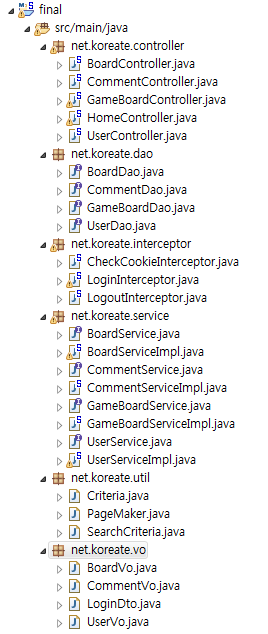 final
src/main/java
net.koreate.controller
BoardController.java
CommentController.java
GameBoardController.java
HomeController.java
UserController.java
net.koreate.dao
BoardDao.java
CommentDao.java
GameBoardDao.java
UserDao.java
net.koreate.interceptor
CheckCookieInterceptor.java
LoginInterceptor.java
LogoutInterceptor.java
net.koreate.service
BoardService.java
BoardServiceImpl.java
CommentService.java
CommentServiceImpl.java
GameBoardService.java
GameBoardServiceImpl.java
UserService.java
UserServiceImpl.java
net.koreate.util
Criteria.java
PageMaker.java
SearchCriteria.java
net.koreate.vo
BoardVo.java
CommentVo.java
LoginDto.java
UserVo.java